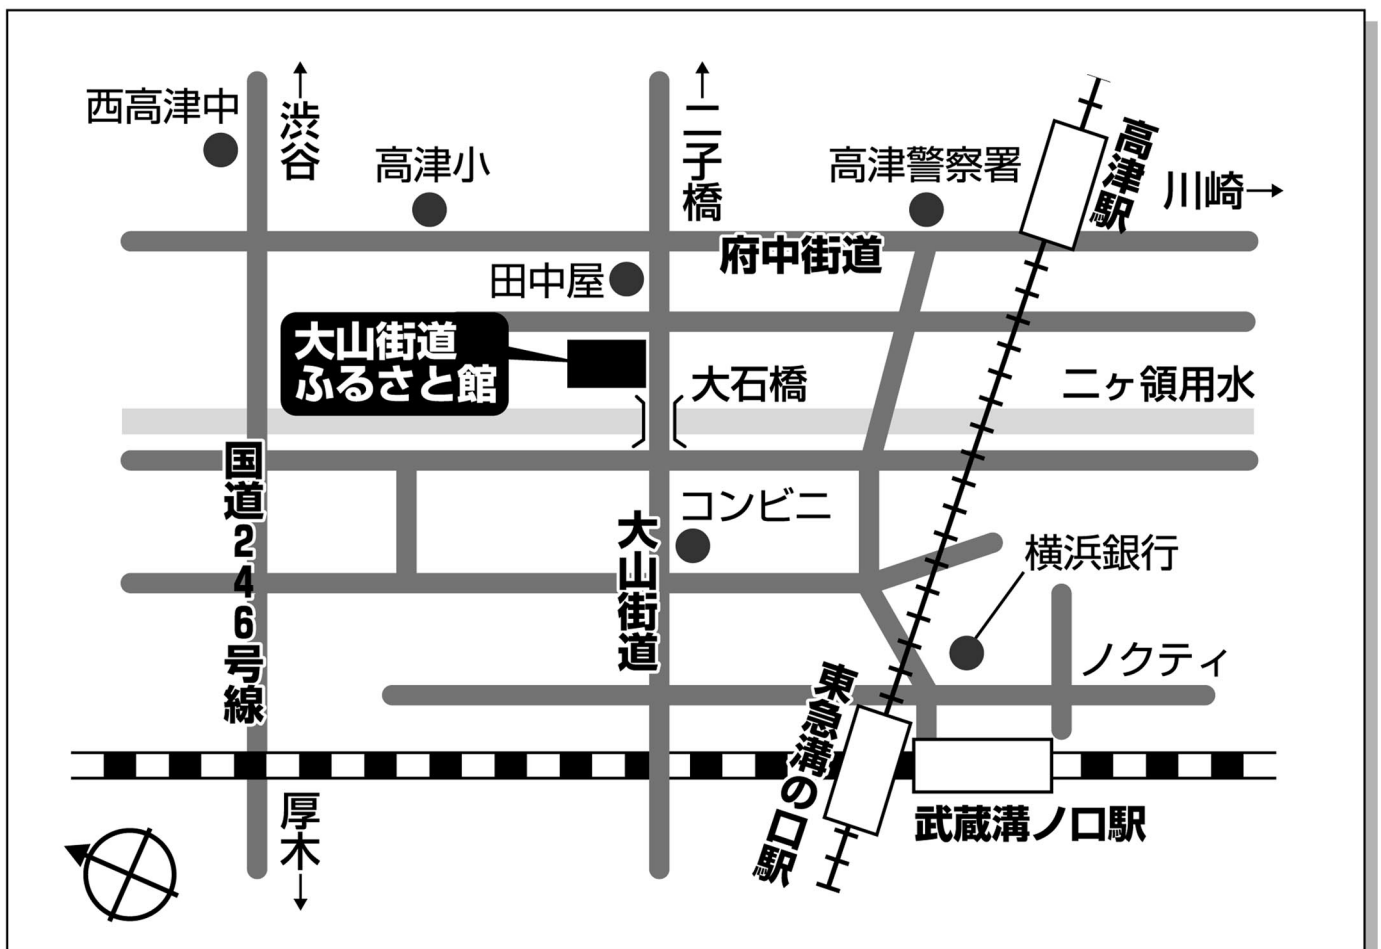 西高津中
渋谷
高津小
二子橋
高津警察署
高津駅
川崎
府中街道
田中屋
大山街道
ふるさと館
大石橋
二ヶ領用水
国道246号線
コンビニ
大山街道
横浜銀行
ノクティ
東急溝の口駅
武蔵溝ノ口駅
厚木